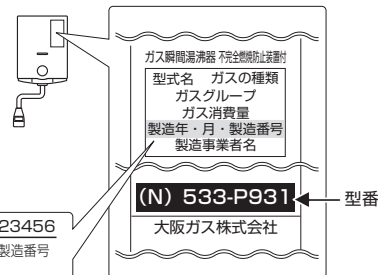 ガス瞬間湯沸器 不完全燃焼防止装置付
型式名 ガスの種類
ガスグループ
ガス消費量
製造年・月・製造番号
製造事業者名
(N) 533-P931
型番
大阪ガス株式会社
23456
製造番号